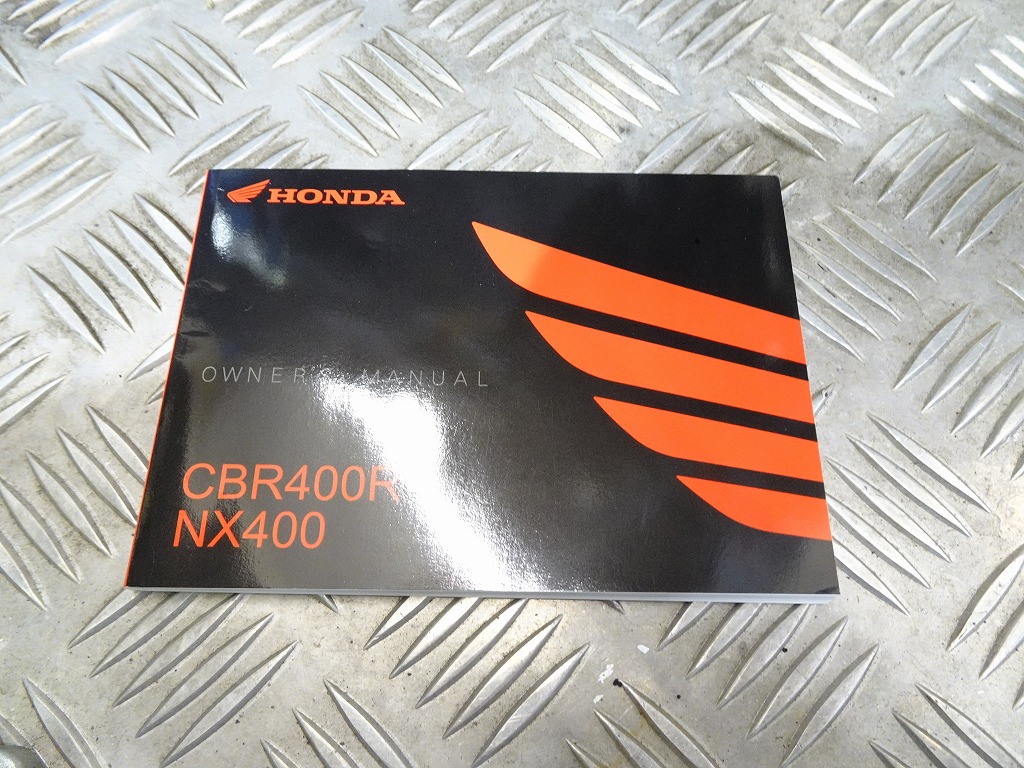 HONDA
OWNER'S MANUAL
CBR400R
NX400